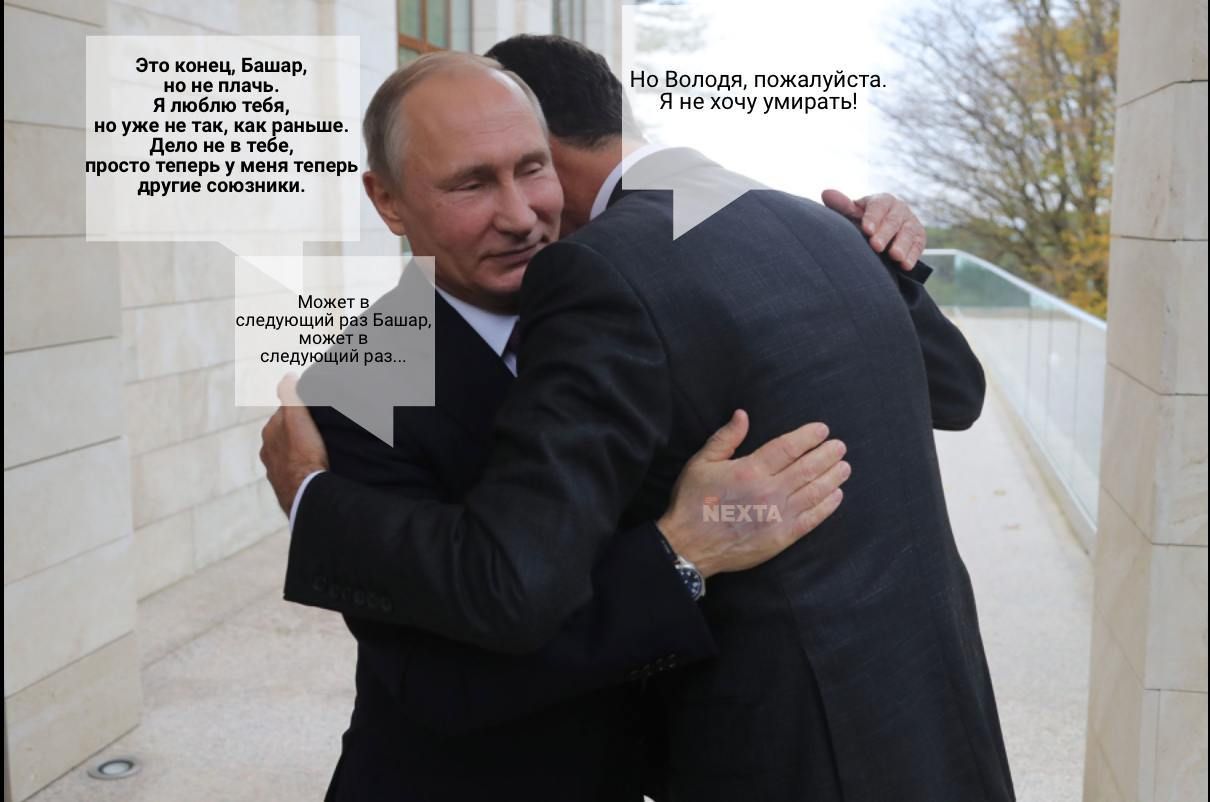 Это конец, Башар,
но не плачь.
Я люблю тебя,
но уже не так, как раньше.
Дело не в тебе,
просто теперь у меня теперь
другие союзники.
Но Володя, пожалуйста.
Я не хочу умирать!
Может в
следующий раз Башар,
может в
следующий раз...
NEXTA